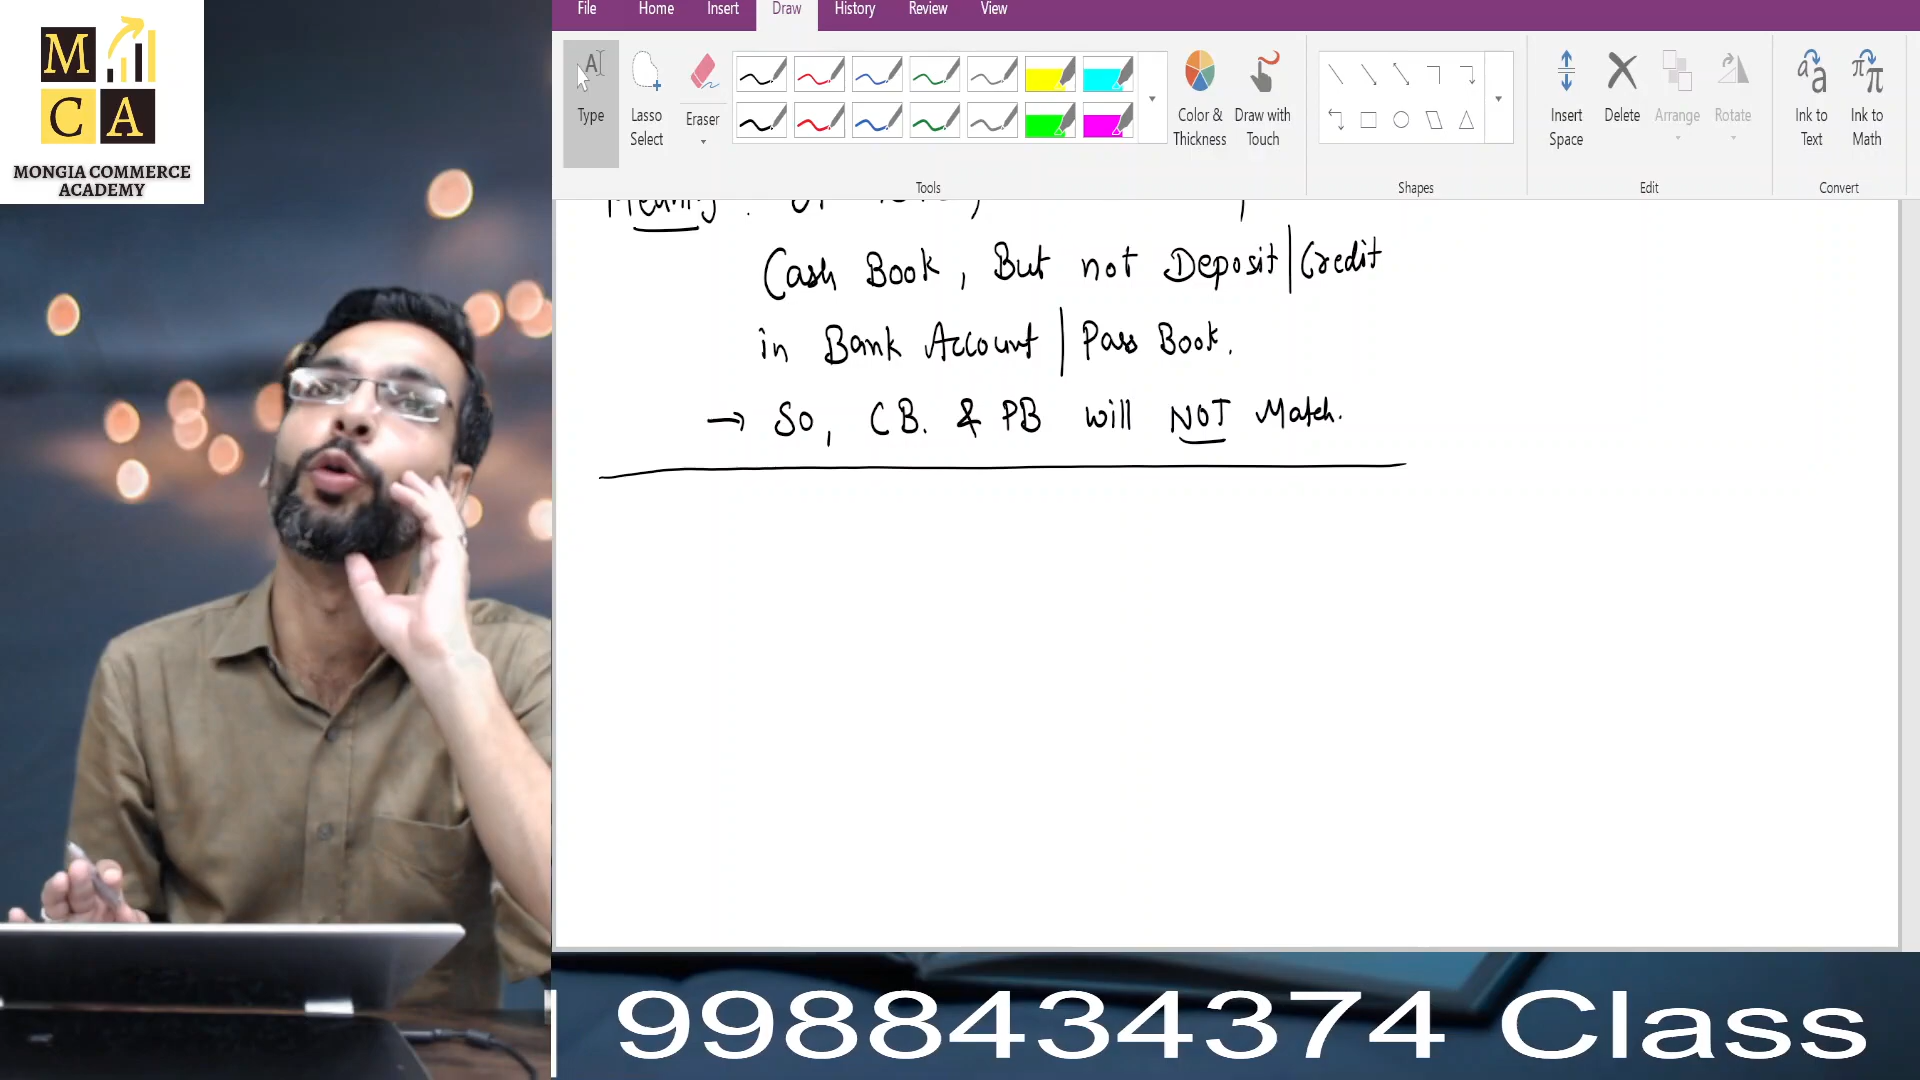 M
C A
MONGIA COMMERCE
ACADEMY
File Home Insert Draw History Review View
Type
Lasso
Select
Eraser
Color &
Thickness
Draw with
Touch
Insert
Space
Delete
Arrange
Rotate
Ink to
Text
Ink to
Math
Tools
Shapes
Edit
Convert
Meaning :
Cash Book, But not Deposit | Credit
in Bank Account | Pass Book.
→ So, CB. & PB will NOT Match.
9988434374 Class